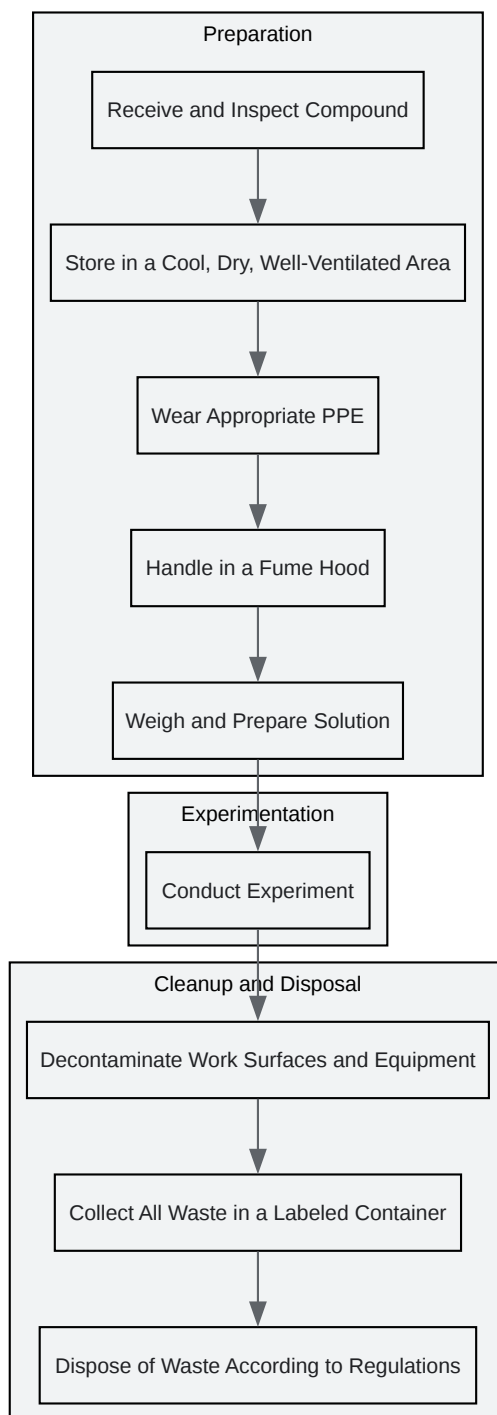 Preparation
Receive and Inspect Compound
Store in a Cool, Dry, Well-Ventilated Area
Wear Appropriate PPE
Handle in a Fume Hood
Weigh and Prepare Solution
Experimentation
Conduct Experiment
Cleanup and Disposal
Decontaminate Work Surfaces and Equipment
Collect All Waste in a Labeled Container
Dispose of Waste According to Regulations